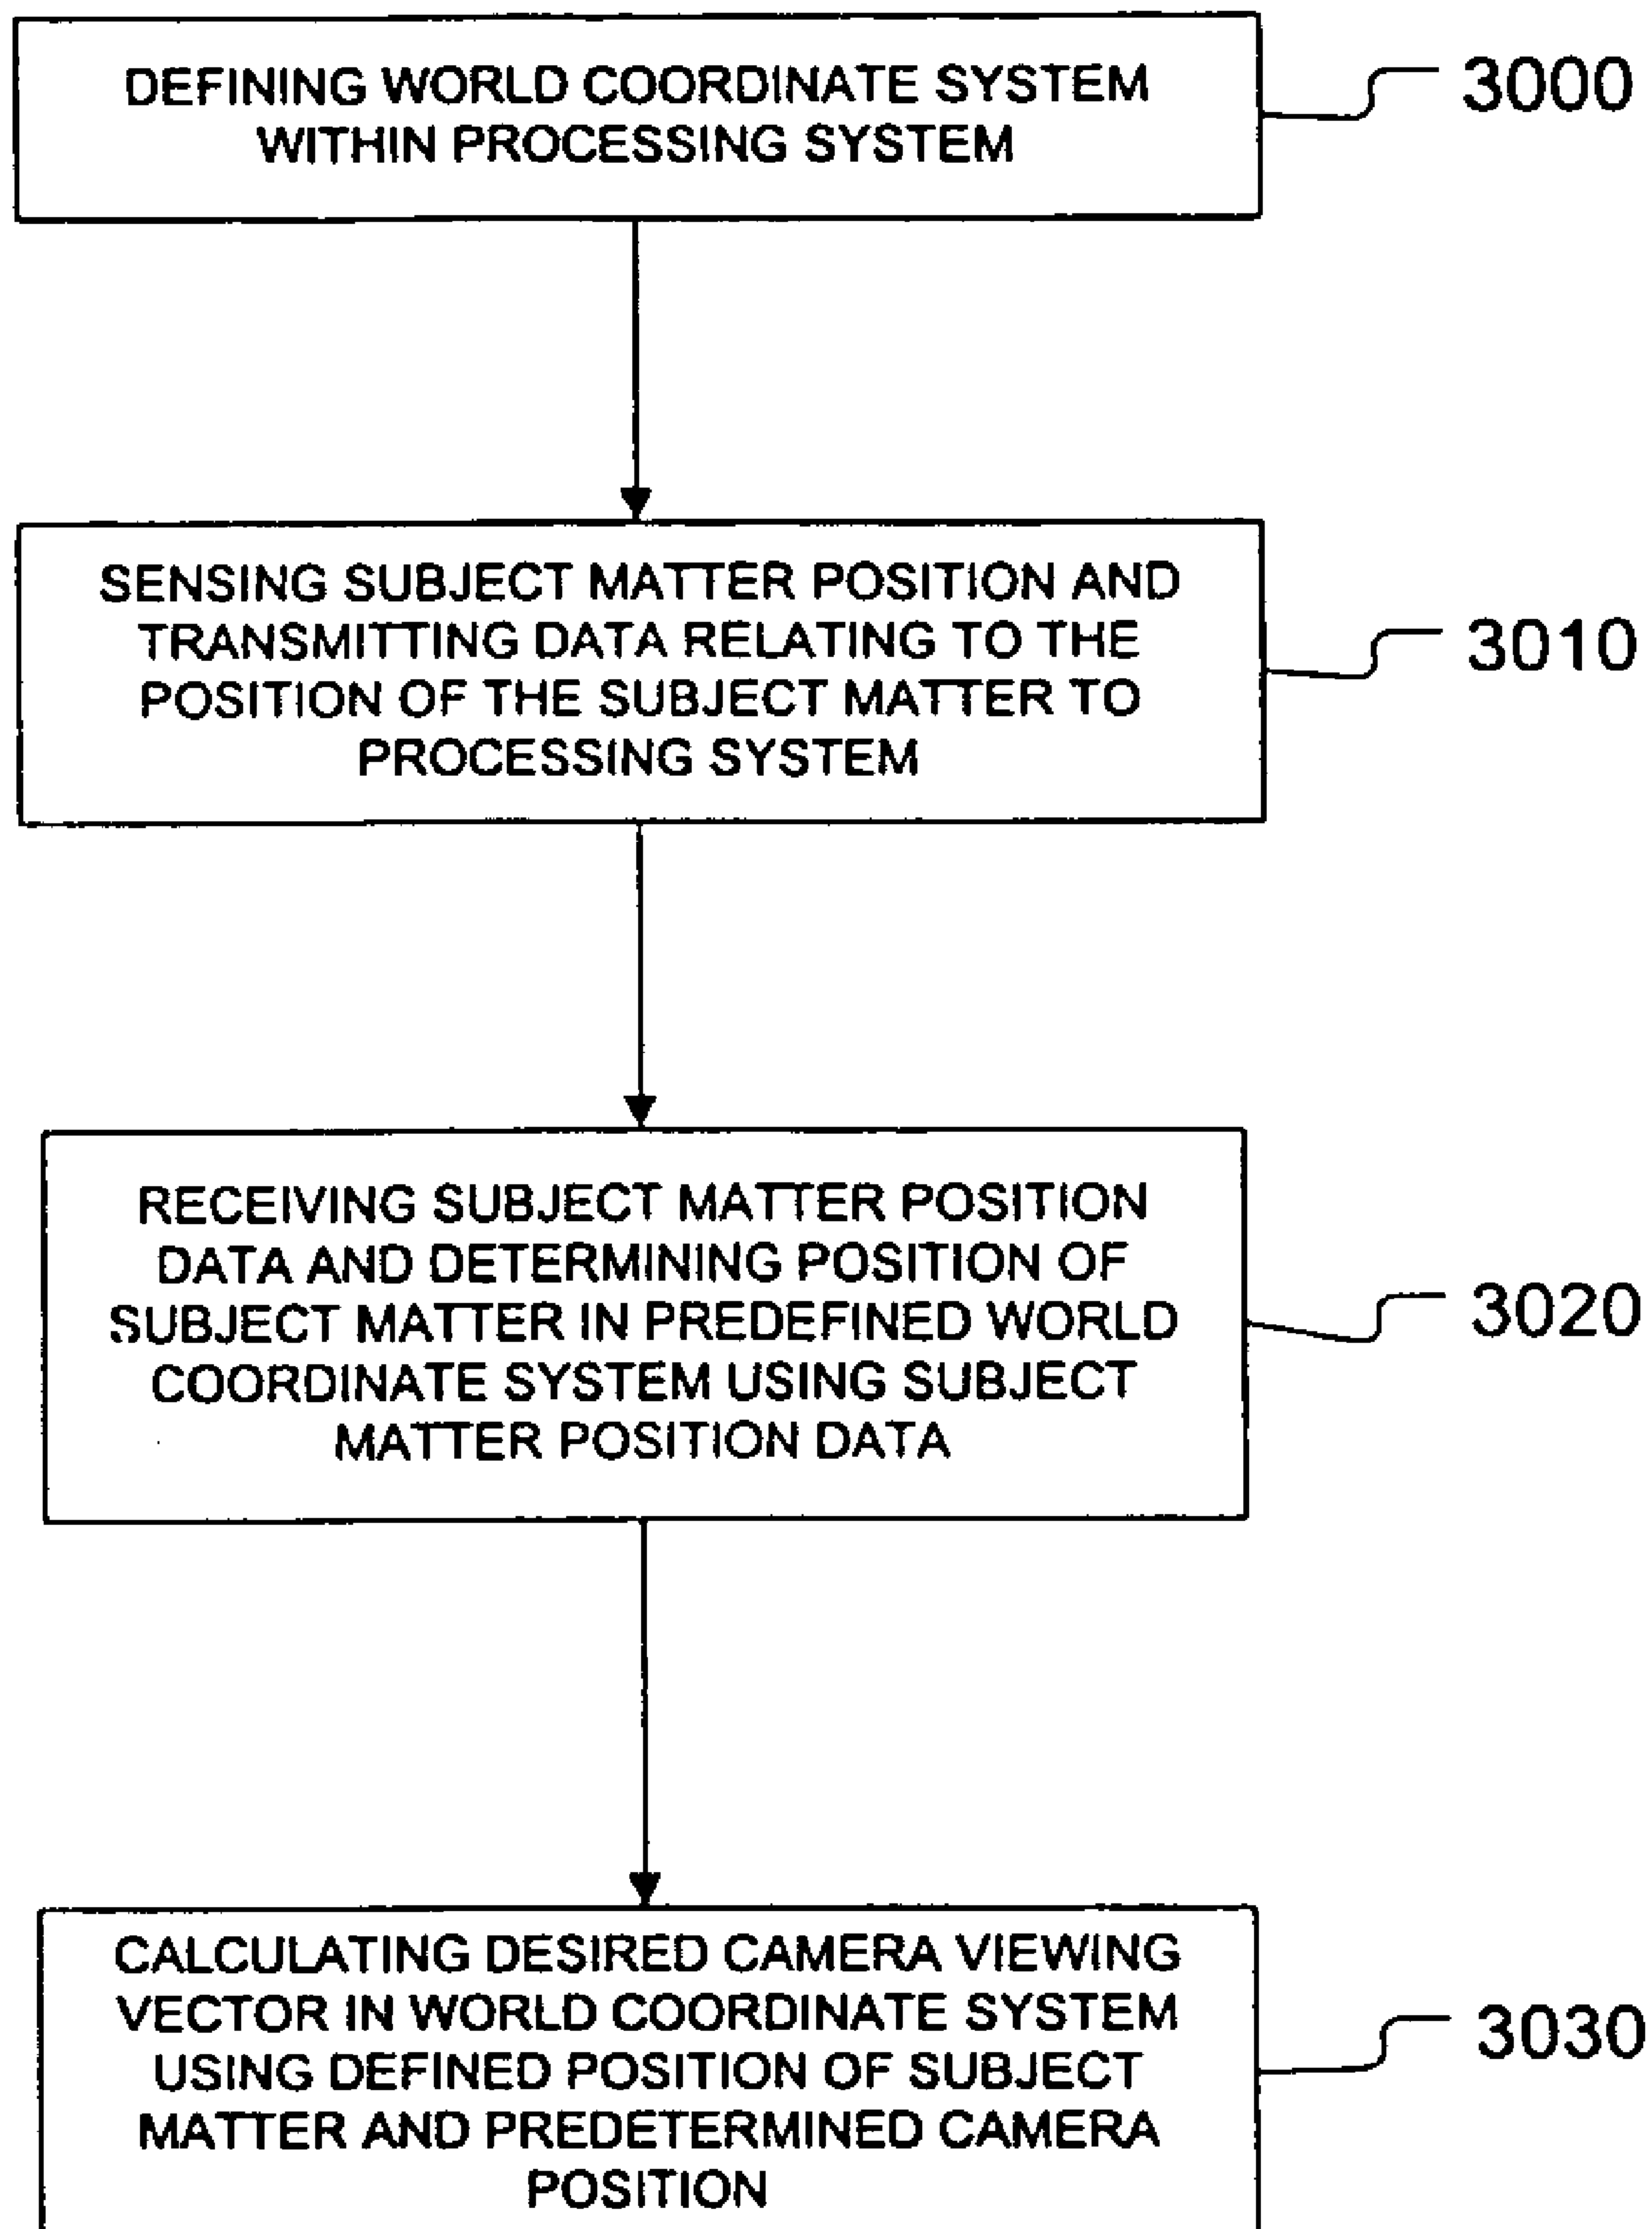 DEFINING WORLD COORDINATE SYSTEM
WITHIN PROCESSING SYSTEM
3000
SENSING SUBJECT MATTER POSITION AND
TRANSMITTING DATA RELATING TO THE
POSITION OF THE SUBJECT MATTER TO
PROCESSING SYSTEM
3010
RECEIVING SUBJECT MATTER POSITION
DATA AND DETERMINING POSITION OF
SUBJECT MATTER IN PREDEFINED WORLD
COORDINATE SYSTEM USING SUBJECT
MATTER POSITION DATA
3020
CALCULATING DESIRED CAMERA VIEWING
VECTOR IN WORLD COORDINATE SYSTEM
USING DEFINED POSITION OF SUBJECT
MATTER AND PREDETERMINED CAMERA
POSITION
3030